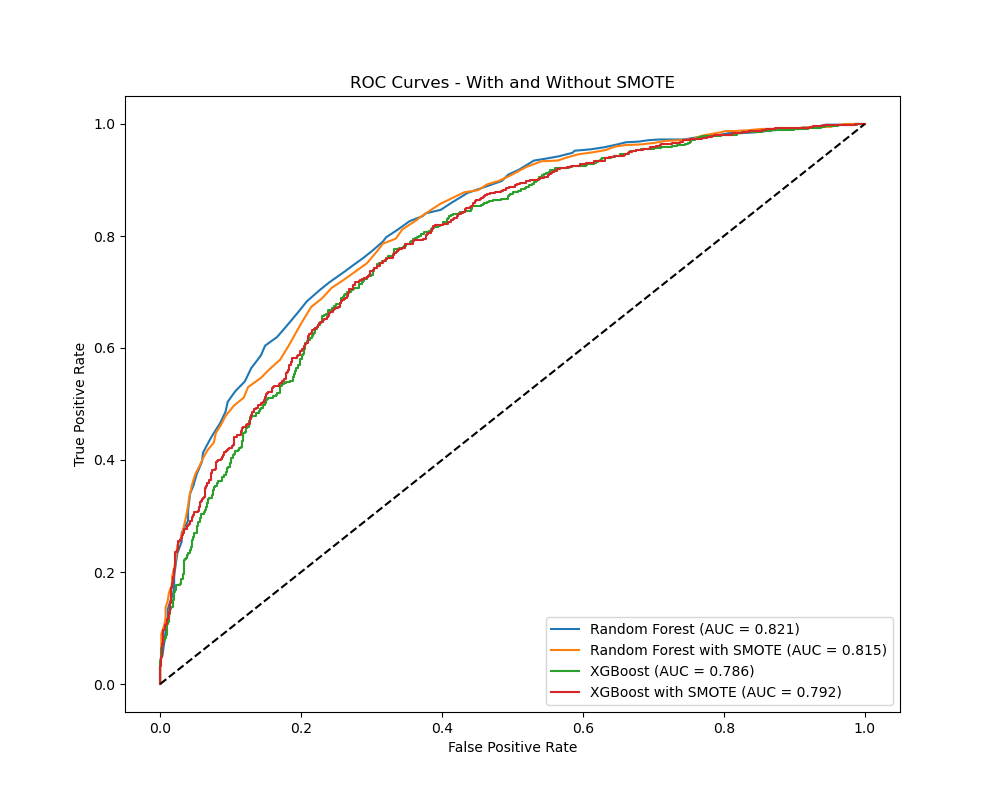 ROC Curves - With and Without SMOTE
True Positive Rate
1.0
0.8
0.6
0.4
0.2
0.0
0.0 0.2 0.4 0.6 0.8 1.0
False Positive Rate
Random Forest (AUC = 0.821)
Random Forest with SMOTE (AUC = 0.815)
XGBoost (AUC = 0.786)
XGBoost with SMOTE (AUC = 0.792)